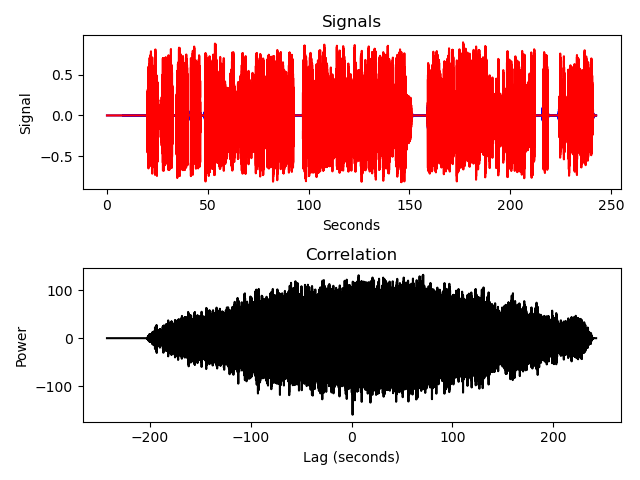 Signals
Signal
0.5
0.0
−0.5
0 50 100 150 200 250
Seconds
Correlation
Power
100
0
−100
−200 −100 0 100 200
Lag (seconds)